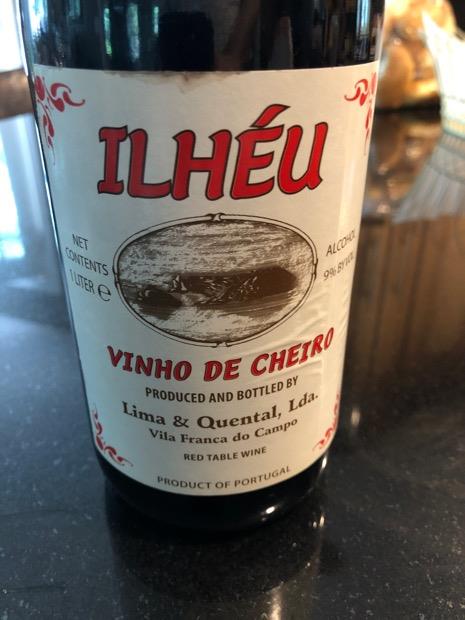 ILHÉU
NET
CONTENTS
1 LITER e
ALCOHOL
9% BY VOL.
VINHO DE CHEIRO
PRODUCED AND BOTTLED BY
Lima & Quental, Lda.
Vila Franca do Campo
RED TABLE WINE
PRODUCT OF PORTUGAL